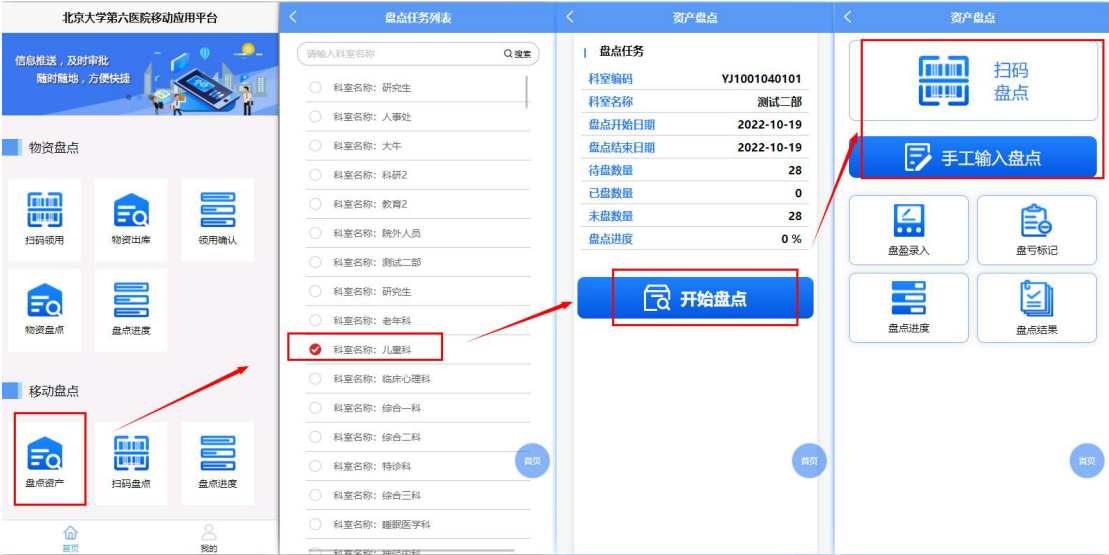 北京大学第六医院移动应用平台
信息推送，及时审批
随时随地，方便快捷
物资盘点
扫码领用
物资出库
领用确认
物资盘点
盘点进度
移动盘点
盘点资产
扫码盘点
盘点进度
首页
我的
盘点任务列表
请输入科室名称
搜索
科室名称：研究生
科室名称：人事处
科室名称：大牛
科室名称：科研2
科室名称：教育2
科室名称：院外人员
科室名称：测试二部
科室名称：研究生
科室名称：老年科
科室名称：儿童科
科室名称：临床心理科
科室名称：综合一科
科室名称：综合二科
科室名称：特诊科
科室名称：综合三科
科室名称：睡眠医学科
科室名称：神经内科
首页
资产盘点
盘点任务
科室编码 YJ1001040101
科室名称 测试二部
盘点开始日期 2022-10-19
盘点结束日期 2022-10-19
待盘数量 28
已盘数量 0
未盘数量 28
盘点进度 0 %
开始盘点
首页
资产盘点
扫码
盘点
手工输入盘点
盘盈录入
盘亏标记
盘点进度
盘点结果
首页